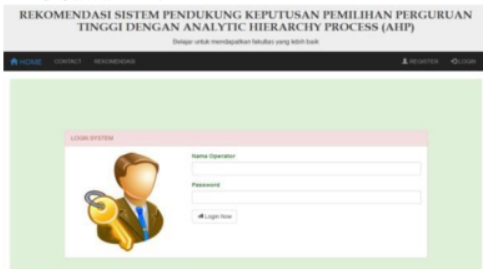 REKOMENDASI SISTEM PENDUKUNG KEPUTUSAN PEMILIHAN PERGURUAN
TINGGI DENGAN ANALYTIC HIERARCHY PROCESS (AHP)
Belajar untuk mendapatkan fakultas yang lebih baik
HOME CONTACT REKOMENDASI REGISTER LOGIN
LOGIN SYSTEM
Name Operator
Password
Login Now